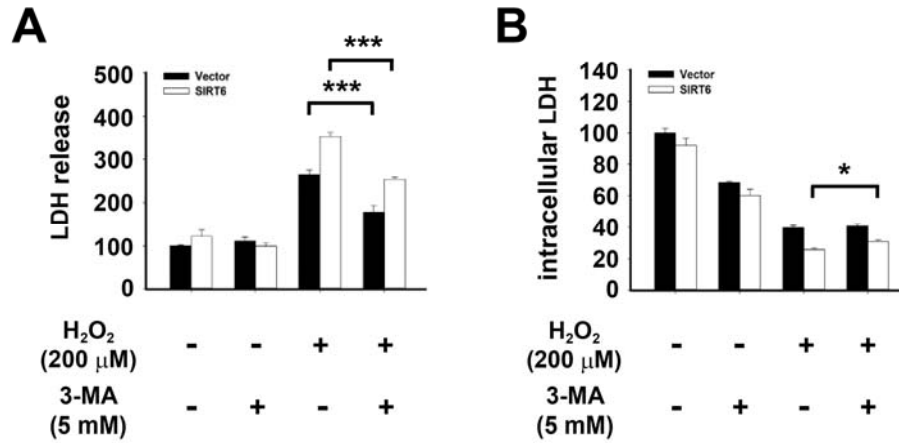 A
LDH release
500
400
300
200
100
0
Vector
SIRT6
***
***
H₂O₂
(200 μM)
- - + +
3-MA
(5 mM)
- + - +
B
intracellular LDH
140
120
100
80
60
40
20
0
Vector
SIRT6
*
H₂O₂
(200 μM)
- - + +
3-MA
(5 mM)
- + - +